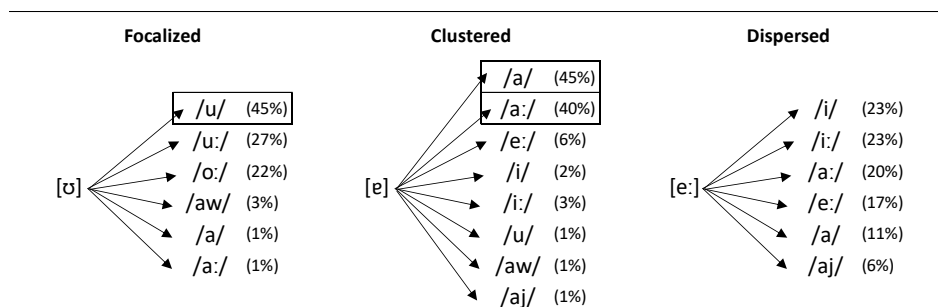 Focalized
[ʊ]
/u/ (45%)
/uː/ (27%)
/oː/ (22%)
/aw/ (3%)
/a/ (1%)
/aː/ (1%)
Clustered
[ɐ]
/a/ (45%)
/aː/ (40%)
/eː/ (6%)
/i/ (2%)
/iː/ (3%)
/u/ (1%)
/aw/ (1%)
/aj/ (1%)
Dispersed
[eː]
/i/ (23%)
/iː/ (23%)
/aː/ (20%)
/eː/ (17%)
/a/ (11%)
/aj/ (6%)